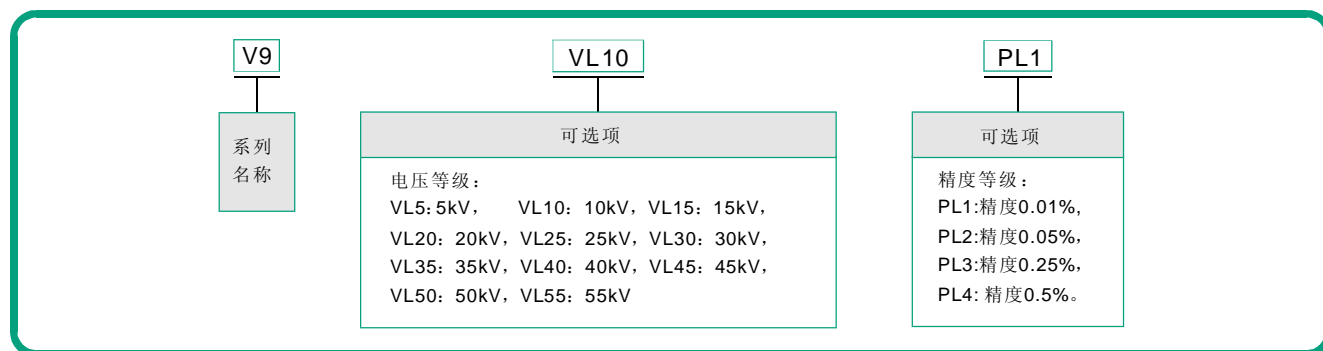 V9
VL10
PL1
系列
名称
可选项
电压等级：
VL5:5kV， VL10：10kV，VL15：15kV，
VL20：20kV，VL25：25kV，VL30：30kV，
VL35：35kV，VL40：40kV，VL45：45kV，
VL50：50kV，VL55：55kV
可选项
精度等级：
PL1:精度0.01%,
PL2:精度0.05%，
PL3:精度0.25%，
PL4: 精度0.5%。